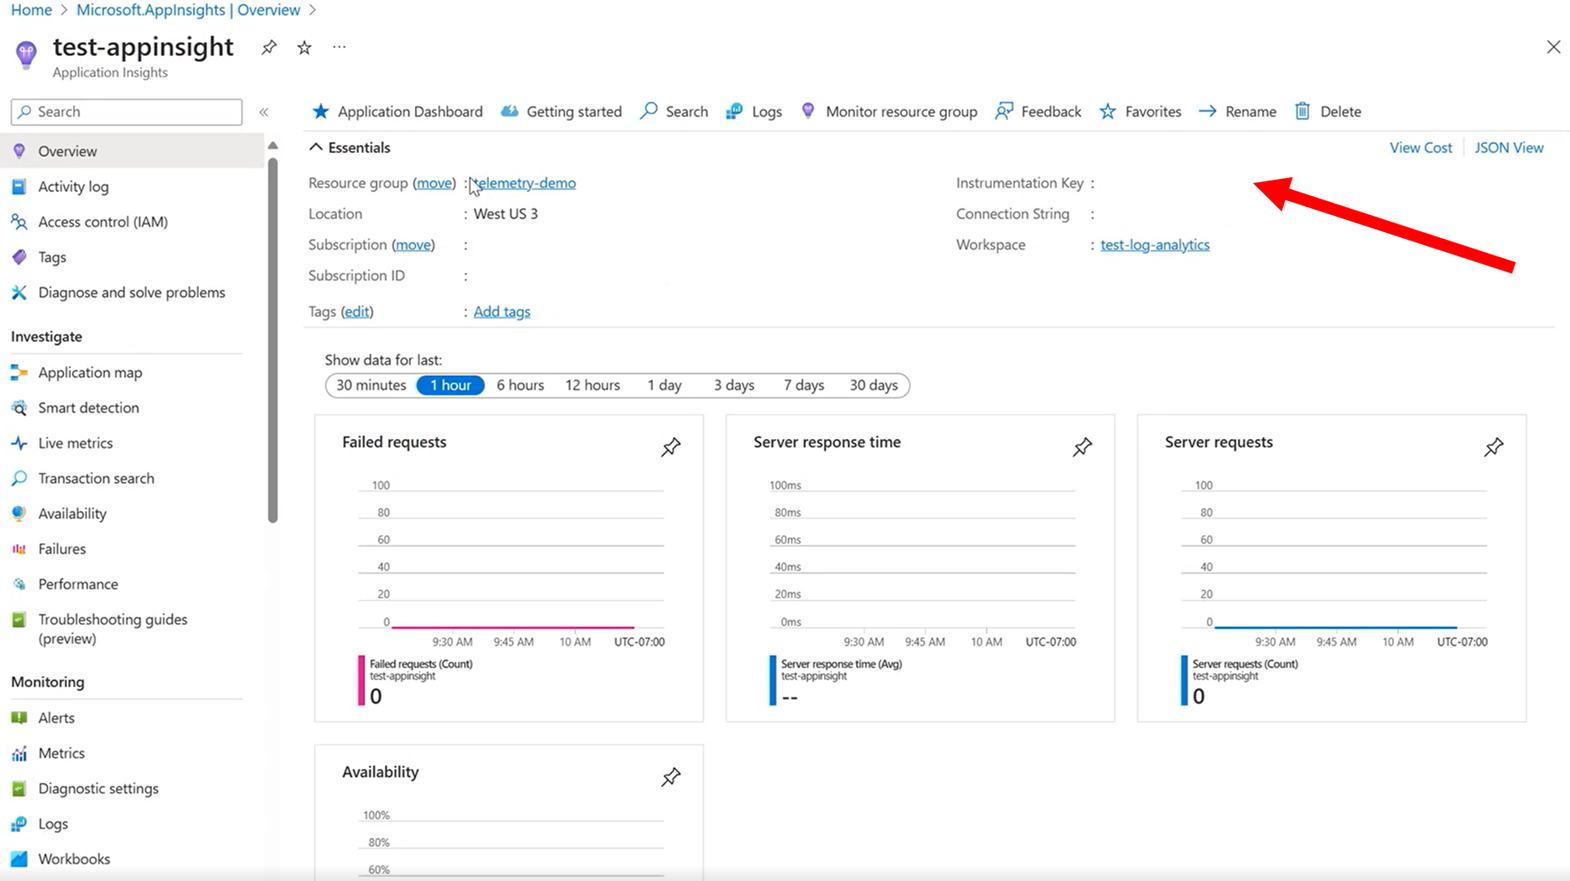 Home > Microsoft.AppInsights | Overview >
test-appinsight
Application Insights
Search
«
Application Dashboard Getting started Search Logs Monitor resource group Feedback Favorites Rename Delete
Overview
Activity log
Access control (IAM)
Tags
Diagnose and solve problems
Investigate
Application map
Smart detection
Live metrics
Transaction search
Availability
Failures
Performance
Troubleshooting guides
(preview)
Monitoring
Alerts
Metrics
Diagnostic settings
Logs
Workbooks
Essentials
View Cost JSON View
Resource group (move) : telemetry-demo
Location : West US 3
Subscription (move) :
Subscription ID :
Tags (edit) : Add tags
Instrumentation Key :
Connection String :
Workspace : test-log-analytics
Show data for last:
30 minutes 1 hour 6 hours 12 hours 1 day 3 days 7 days 30 days
Failed requests
100
80
60
40
20
0
9:30 AM 9:45 AM 10 AM UTC-07:00
Failed requests (Count)
test-appinsight
0
Server response time
100ms
80ms
60ms
40ms
20ms
0ms
9:30 AM 9:45 AM 10 AM UTC-07:00
Server response time (Avg)
test-appinsight
--
Server requests
100
80
60
40
20
0
9:30 AM 9:45 AM 10 AM UTC-07:00
Server requests (Count)
test-appinsight
0
Availability
100%
80%
60%